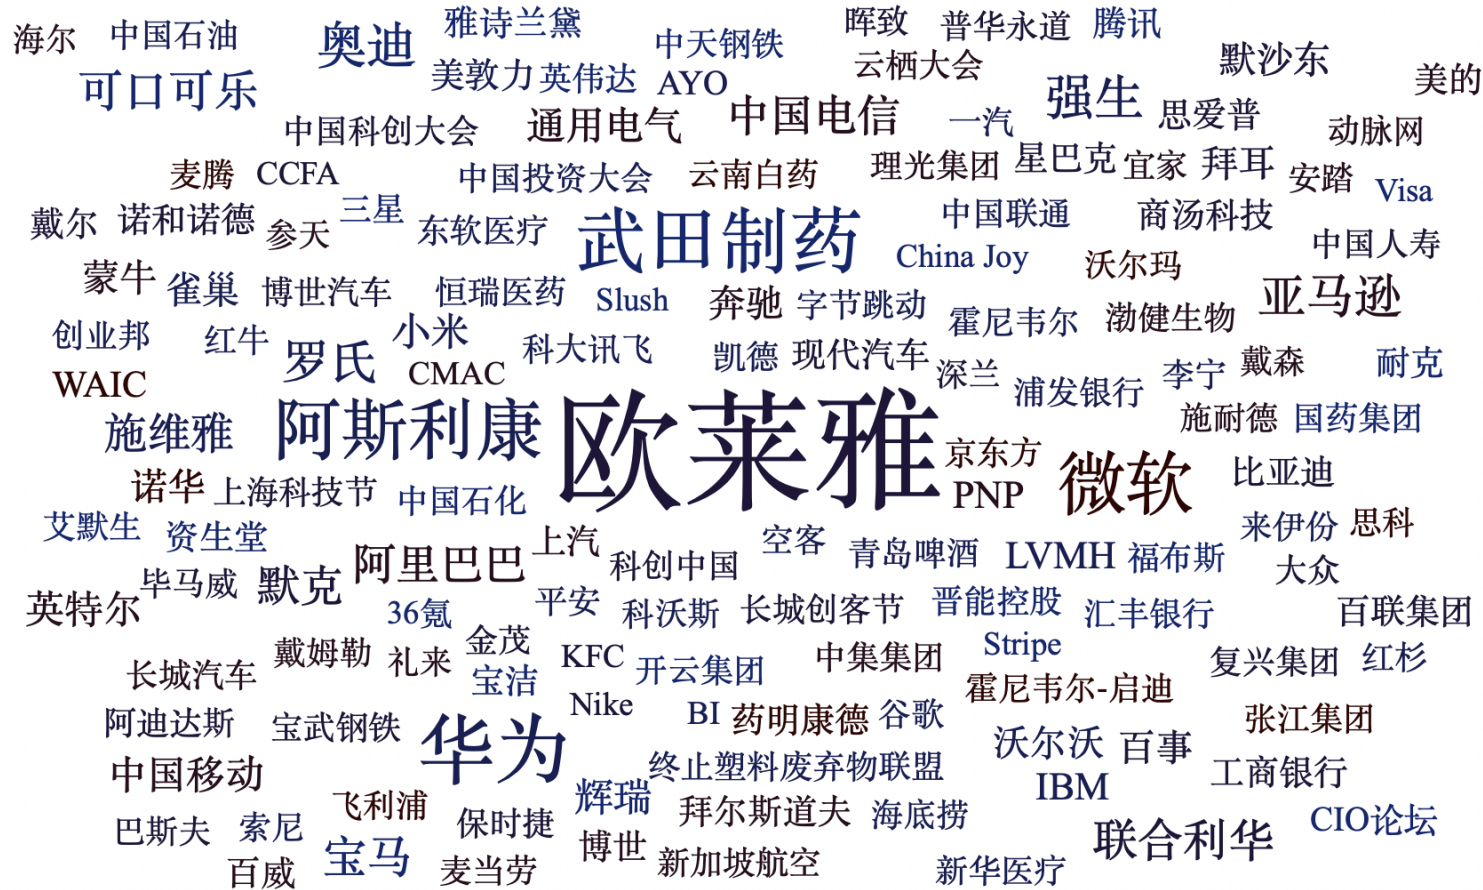 海尔 中国石油 奥迪 雅诗兰黛 中天钢铁 晖致 普华永道 腾讯
可口可乐 美敦力 英伟达 AYO 云栖大会 默沙东 美的
中国科创大会 通用电气 中国电信 一汽 强生 思爱普 动脉网
麦腾 CCFA 中国投资大会 云南白药 理光集团 星巴克 宜家 拜耳 安踏 Visa
戴尔 诺和诺德 参天 三星 东软医疗 武田制药 中国联通 商汤科技 中国人寿
蒙牛 雀巢 博世汽车 恒瑞医药 Slush China Joy 沃尔玛 亚马逊
创业邦 红牛 罗氏 小米 科大讯飞 奔驰 字节跳动 霍尼韦尔 渤健生物
WAIC CMAC 凯德 现代汽车 深兰 浦发银行 李宁 戴森 耐克
施维雅 阿斯利康 欧莱雅 京东方 施耐德 国药集团
诺华 上海科技节 中国石化 PNP 微软 比亚迪
艾默生 资生堂 上汽 空客 青岛啤酒 LVMH 福布斯 来伊份 思科
毕马威 默克 阿里巴巴 科创中国 大众
英特尔 36氪 平安 科沃斯 长城创客节 晋能控股 汇丰银行 百联集团
长城汽车 戴姆勒 礼来 金茂 KFC 开云集团 中集集团 Stripe 复兴集团 红杉
宝洁 霍尼韦尔-启迪
阿迪达斯 宝武钢铁 华为 Nike BI 药明康德 谷歌 张江集团
中国移动 终止塑料废弃物联盟 沃尔沃 百事 工商银行
飞利浦 辉瑞 IBM
巴斯夫 索尼 保时捷 拜尔斯道夫 海底捞 CIO论坛
百威 宝马 麦当劳 博世 新加坡航空 新华医疗 联合利华